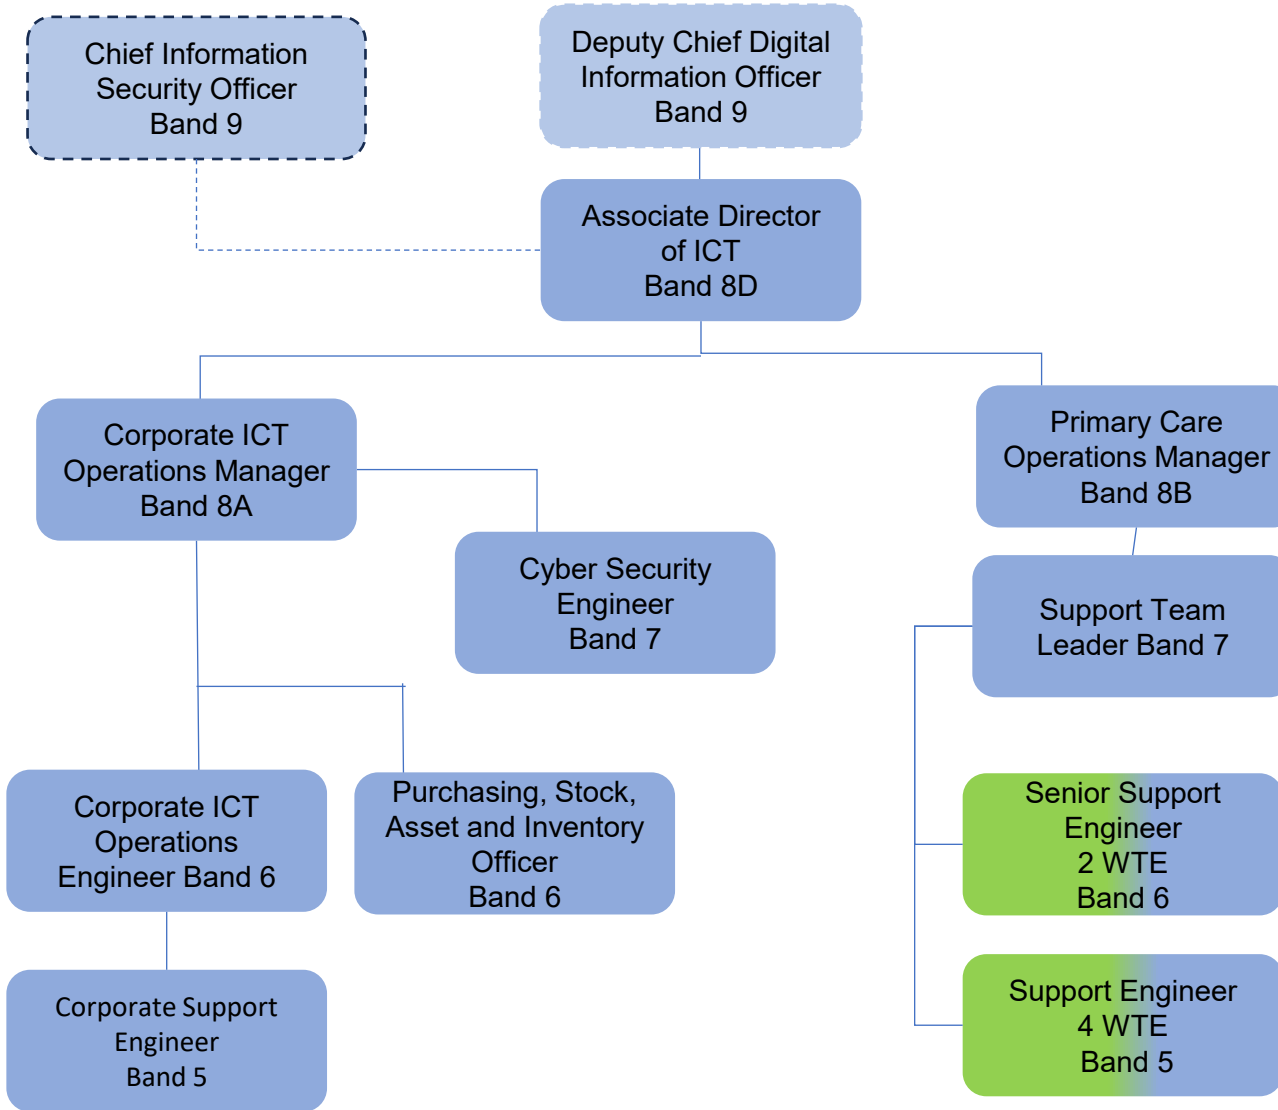 Chief Information
Security Officer
Band 9
Deputy Chief Digital
Information Officer
Band 9
Associate Director
of ICT
Band 8D
Corporate ICT
Operations Manager
Band 8A
Primary Care
Operations Manager
Band 8B
Cyber Security
Engineer
Band 7
Support Team
Leader Band 7
Corporate ICT
Operations
Engineer Band 6
Purchasing, Stock,
Asset and Inventory
Officer
Band 6
Senior Support
Engineer
2 WTE
Band 6
Corporate Support
Engineer
Band 5
Support Engineer
4 WTE
Band 5